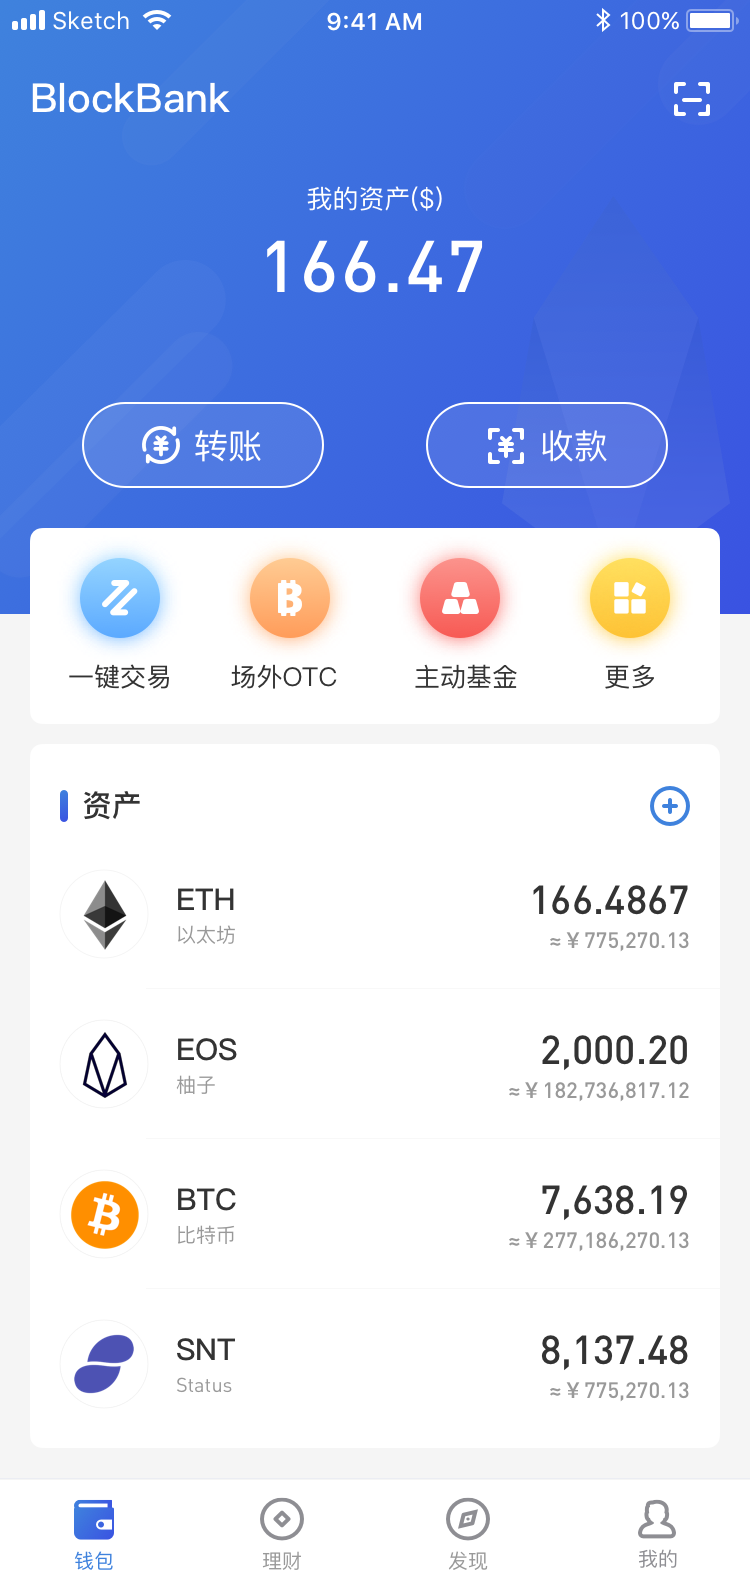 Sketch 9:41 AM 100%
BlockBank
我的资产($)
166.47
转账 收款
一键交易 场外OTC 主动基金 更多
资产
ETH 166.4867
以太坊 ≈¥775,270.13
EOS 2,000.20
柚子 ≈¥182,736,817.12
BTC 7,638.19
比特币 ≈¥277,186,270.13
SNT 8,137.48
Status ≈¥775,270.13
钱包 理财 发现 我的